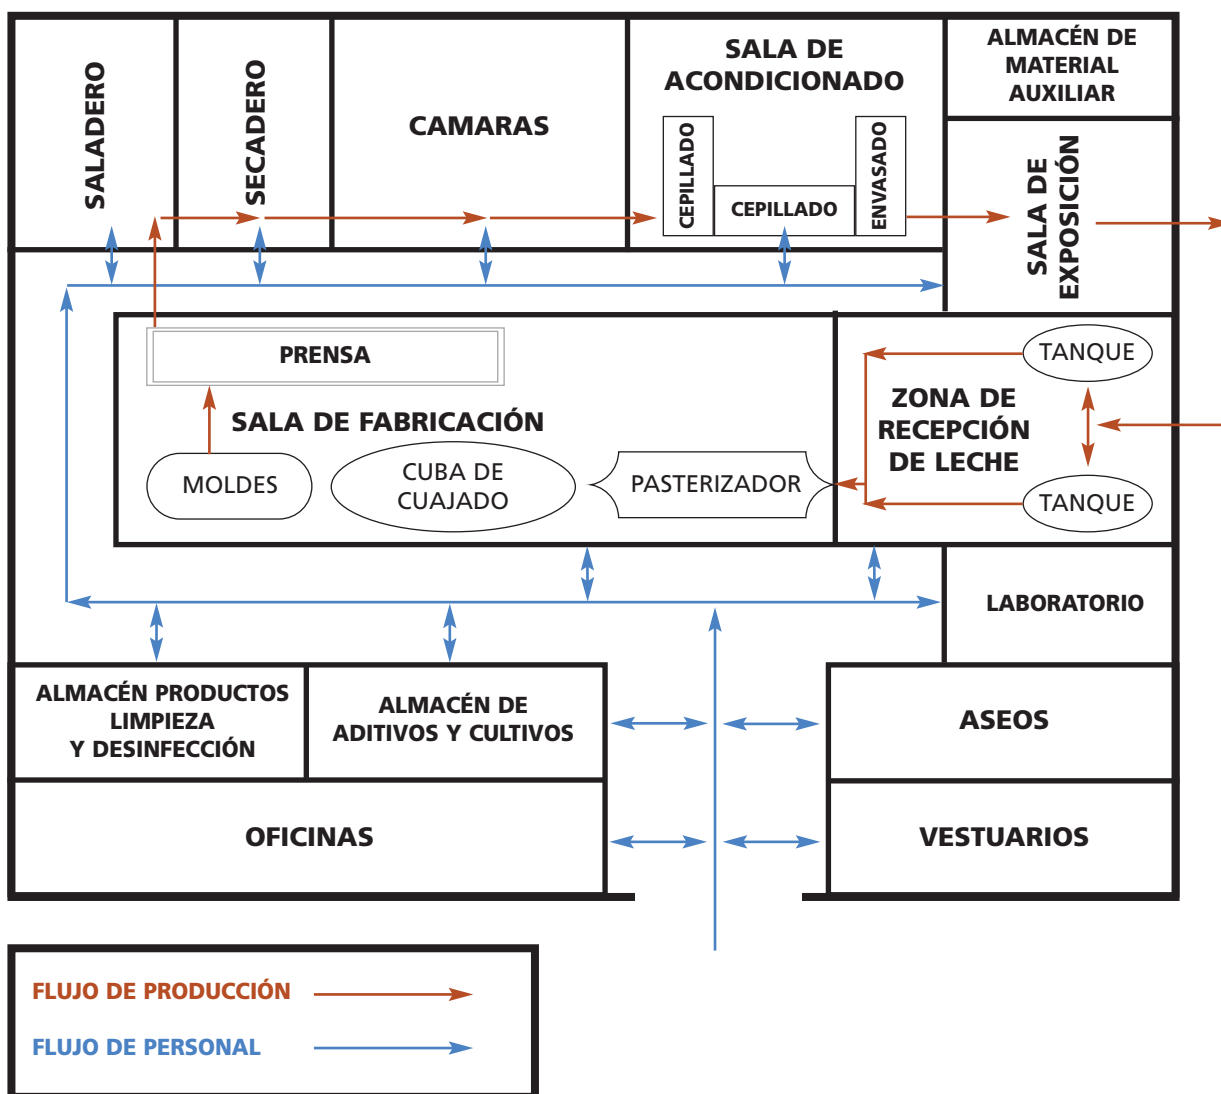 SALADERO
SECADERO
CAMARAS
SALA DE
ACONDICIONADO
CEPILLADO
CEPILLADO
ENVASADO
ALMACÉN DE
MATERIAL
AUXILIAR
SALA DE
EXPOSICIÓN
PRENSA
SALA DE FABRICACIÓN
MOLDES
CUBA DE
CUAJADO
PASTERIZADOR
ZONA DE
RECEPCIÓN
DE LECHE
TANQUE
TANQUE
LABORATORIO
ALMACÉN PRODUCTOS
LIMPIEZA
Y DESINFECCIÓN
ALMACÉN DE
ADITIVOS Y CULTIVOS
ASEOS
OFICINAS
VESTUARIOS
FLUJO DE PRODUCCIÓN
FLUJO DE PERSONAL